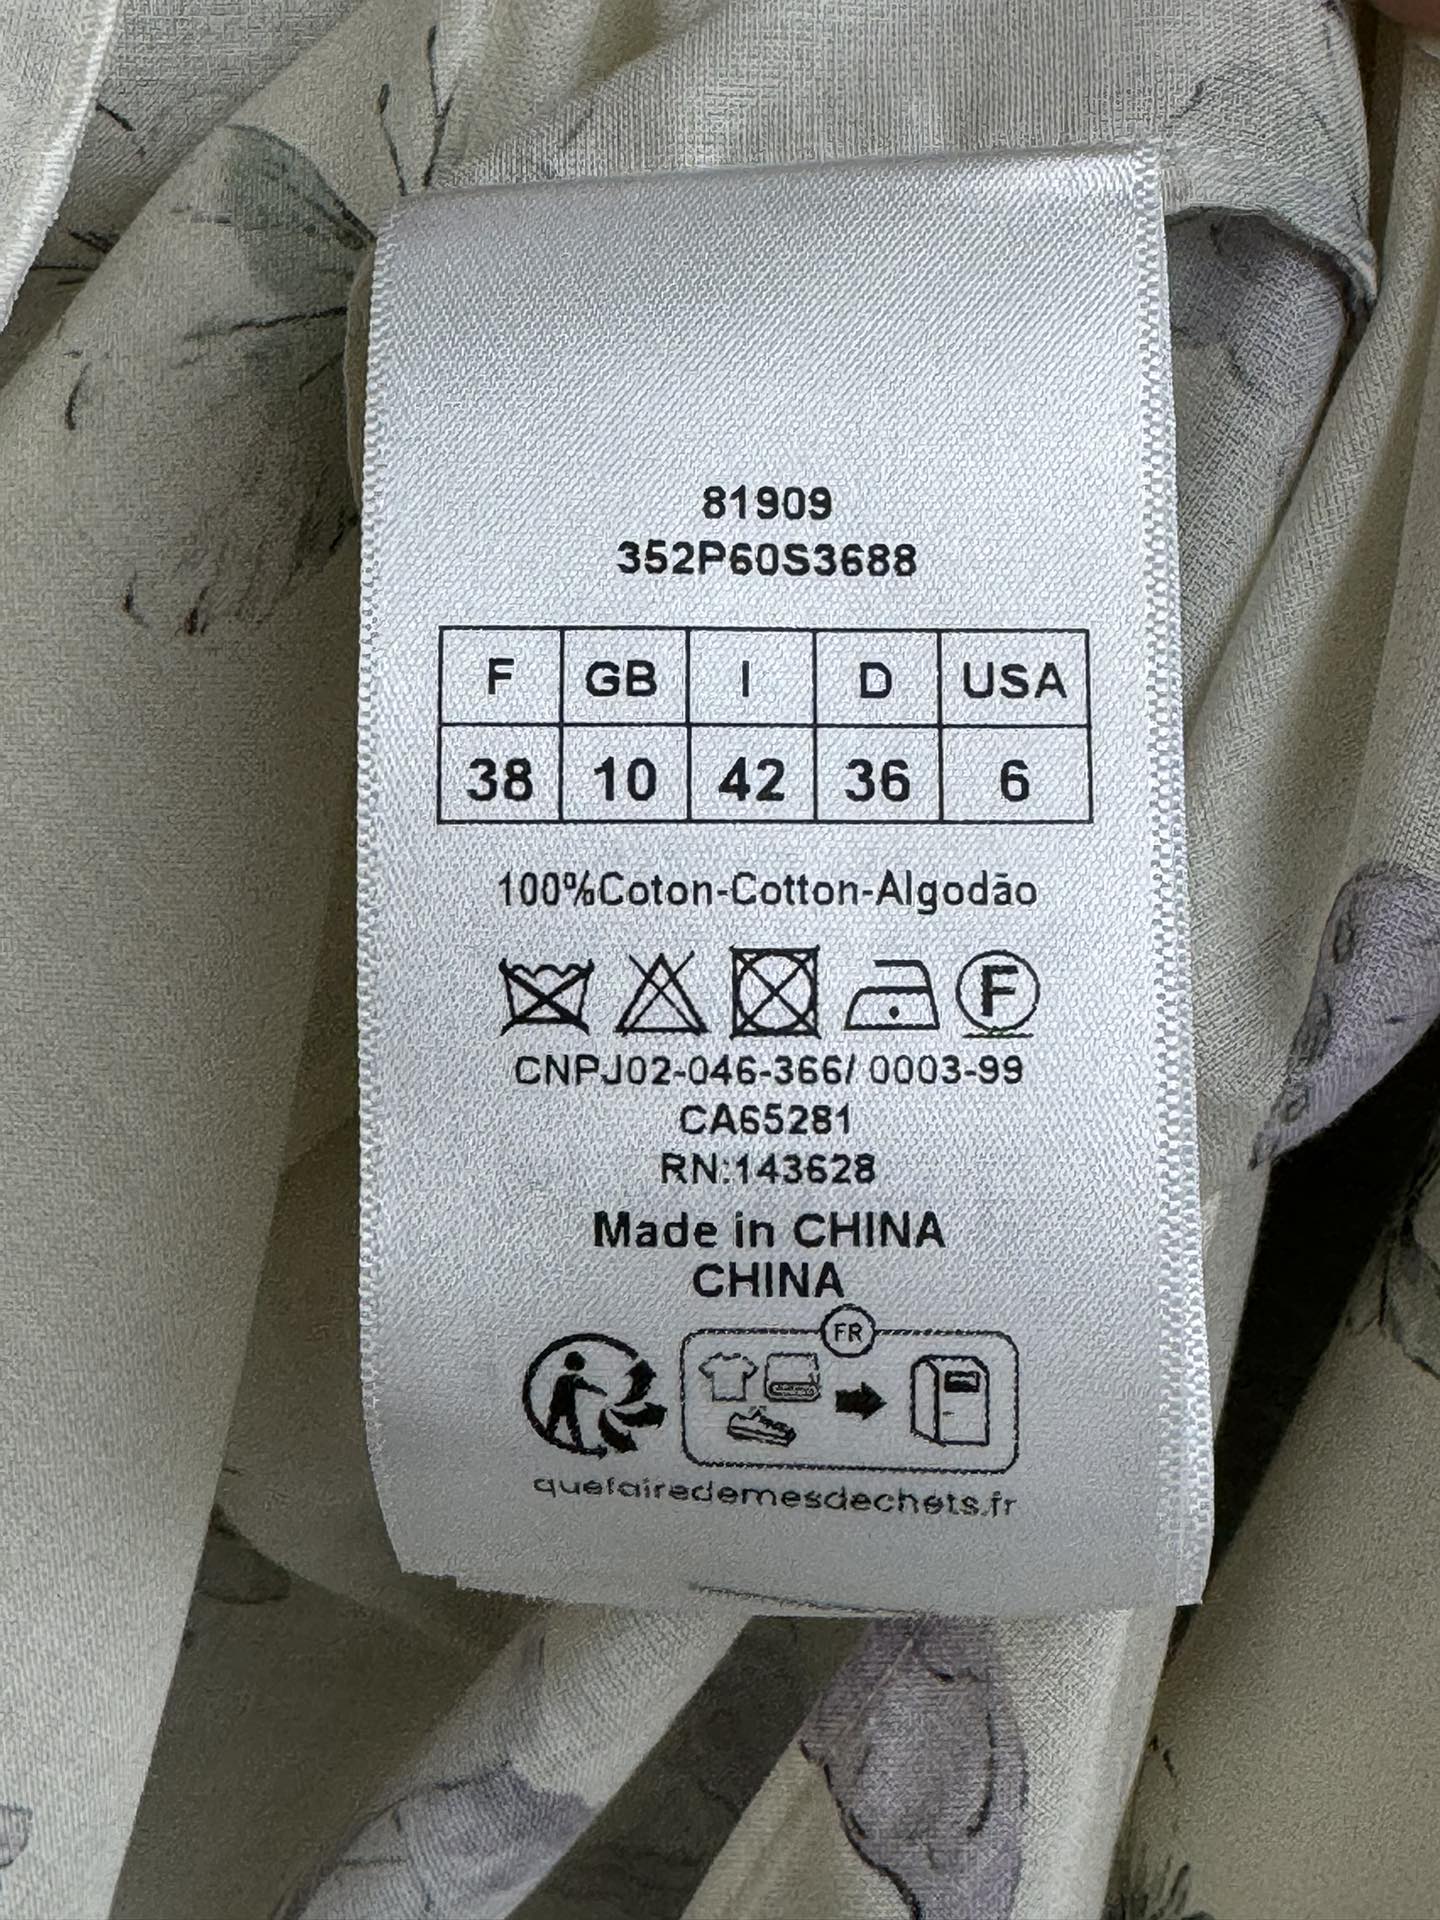 81909
352P60S3688
F GB I D USA
38 10 42 36 6
100%Coton-Cotton-Algodão
F
CNPJ02-046-366/ 0003-99
CA65281
RN:143628
Made in CHINA
CHINA
FR
quefairedemesdechets.fr